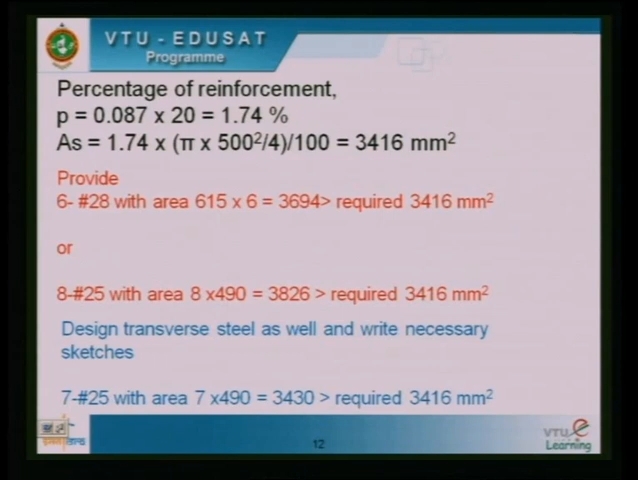 VTU - EDUSAT
Programme
Percentage of reinforcement,
p = 0.087 x 20 = 1.74 %
As = 1.74 x (π x 500²/4)/100 = 3416 mm²
Provide
6- #28 with area 615 x 6 = 3694> required 3416 mm²
or
8-#25 with area 8 x490 = 3826 > required 3416 mm²
Design transverse steel as well and write necessary
sketches
7-#25 with area 7 x490 = 3430 > required 3416 mm²
12
VTU e
Learning